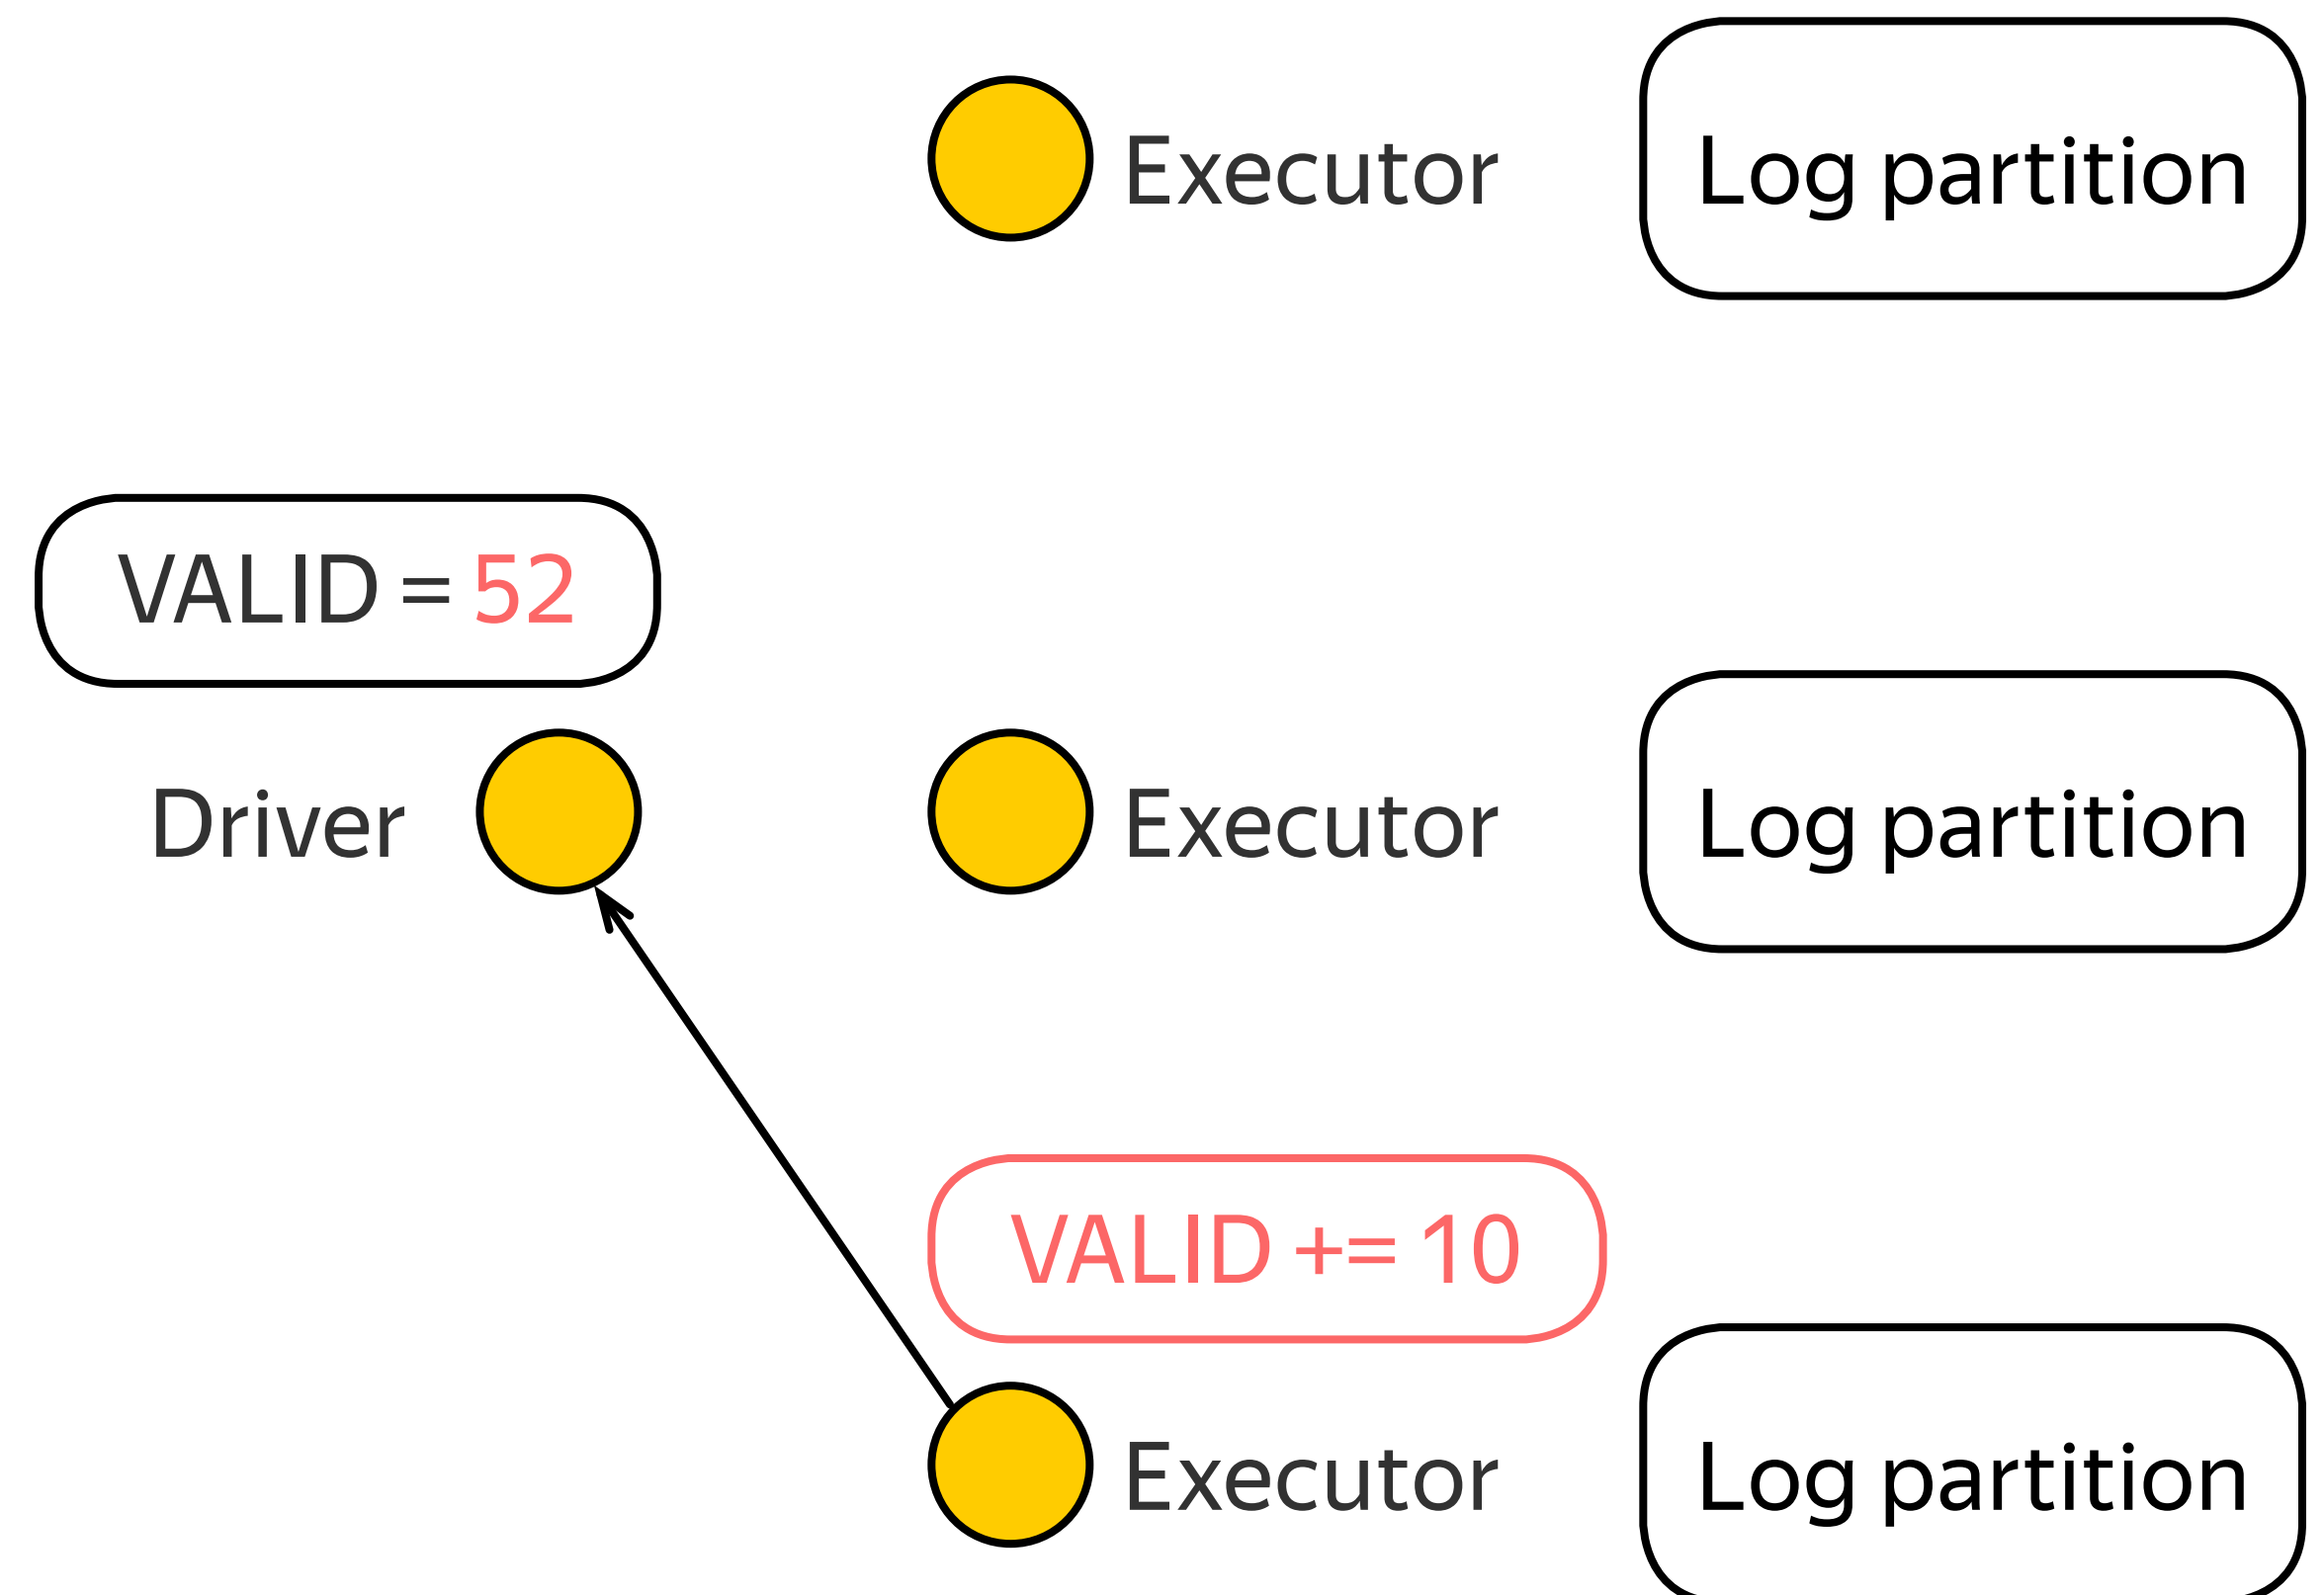 Executor
Log partition
VALID = 52
Driver
Executor
Log partition
VALID += 10
Executor
Log partition